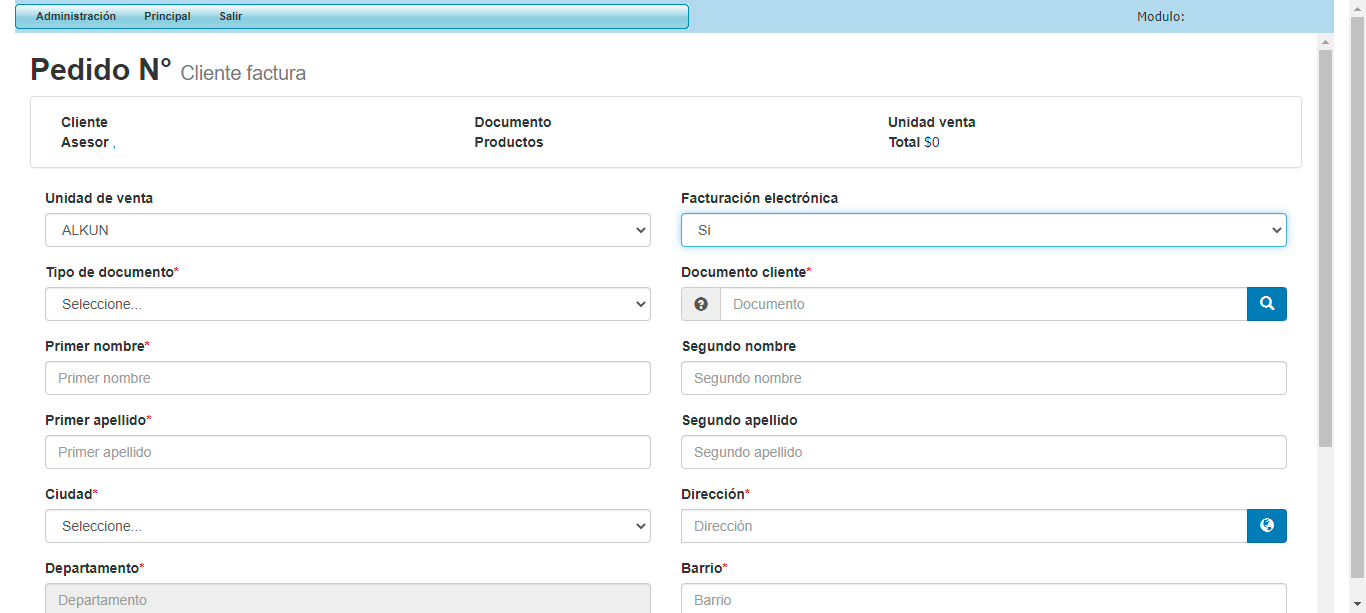 Administración Principal Salir Modulo:
Pedido N° Cliente factura
Cliente Documento Unidad venta
Asesor , Productos Total $0
Unidad de venta Facturación electrónica
ALKUN Si
Tipo de documento* Documento cliente*
Seleccione... Documento
Primer nombre* Segundo nombre
Primer nombre Segundo nombre
Primer apellido* Segundo apellido
Primer apellido Segundo apellido
Ciudad* Dirección*
Seleccione... Dirección
Departamento* Barrio*
Departamento Barrio